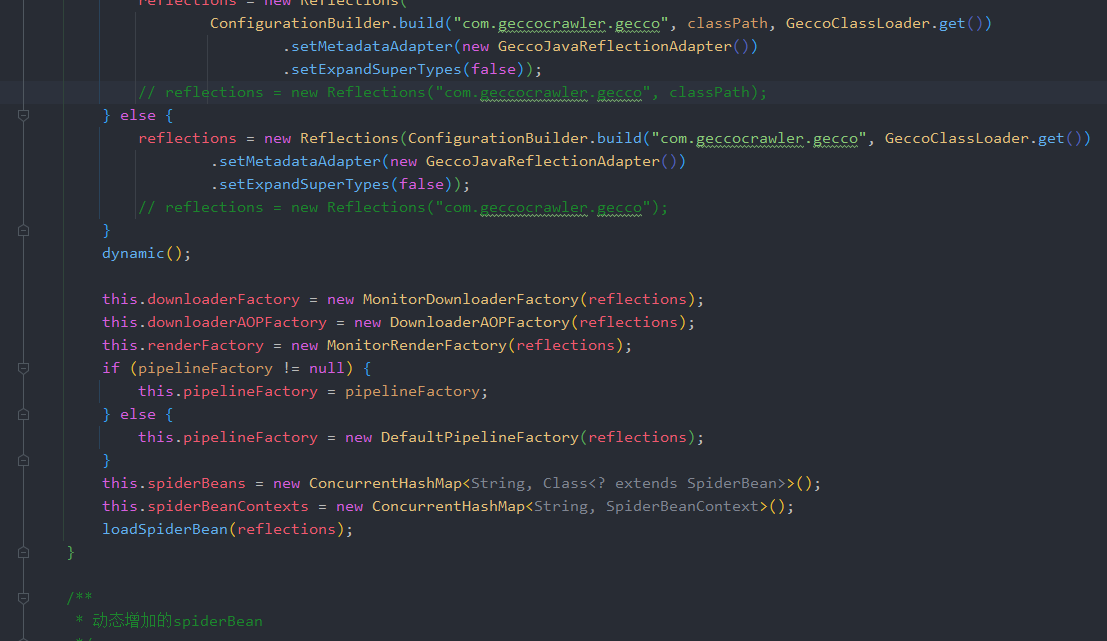 reflections = new Reflections(
ConfigurationBuilder.build("com.geccocrawler.gecco", classPath, GeccoClassLoader.get())
.setMetadataAdapter(new GeccoJavaReflectionAdapter())
.setExpandSuperTypes(false));
// reflections = new Reflections("com.geccocrawler.gecco", classPath);
} else {
reflections = new Reflections(ConfigurationBuilder.build("com.geccocrawler.gecco", GeccoClassLoader.get())
.setMetadataAdapter(new GeccoJavaReflectionAdapter())
.setExpandSuperTypes(false));
// reflections = new Reflections("com.geccocrawler.gecco");
}
dynamic();
this.downloaderFactory = new MonitorDownloaderFactory(reflections);
this.downloaderAOPFactory = new DownloaderAOPFactory(reflections);
this.renderFactory = new MonitorRenderFactory(reflections);
if (pipelineFactory != null) {
this.pipelineFactory = pipelineFactory;
} else {
this.pipelineFactory = new DefaultPipelineFactory(reflections);
}
this.spiderBeans = new ConcurrentHashMap<String, Class<? extends SpiderBean>>();
this.spiderBeanContexts = new ConcurrentHashMap<String, SpiderBeanContext>();
loadSpiderBean(reflections);
}
/**
* 动态增加的spiderBean